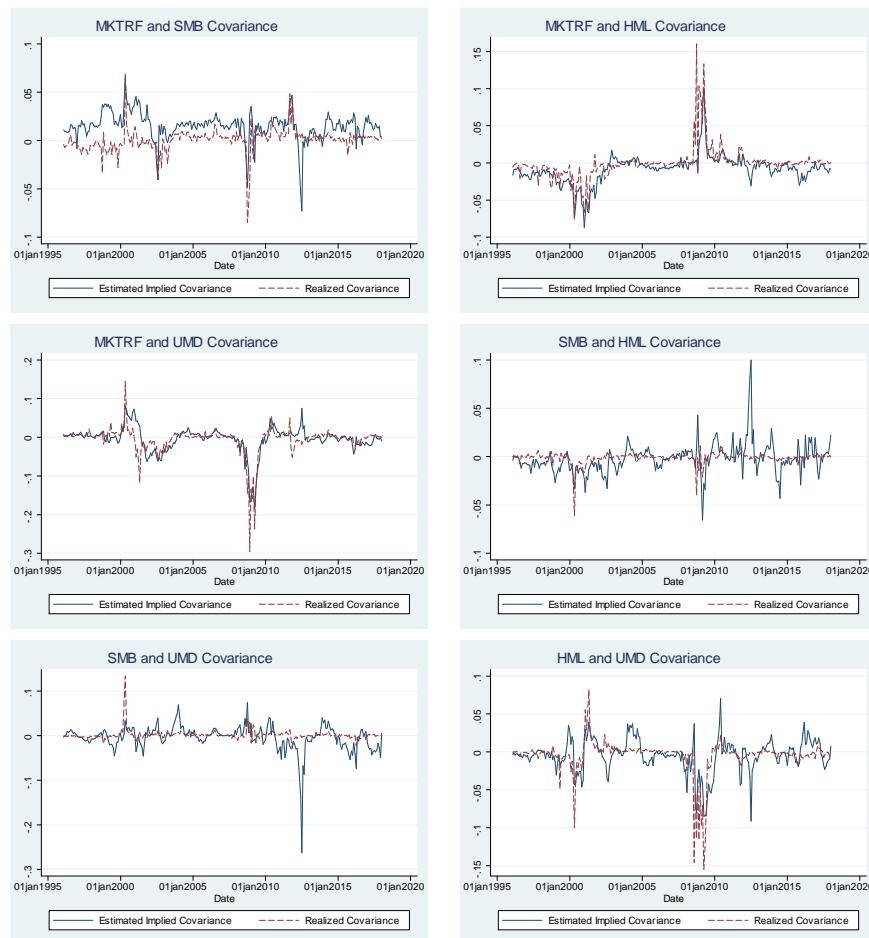 MKTRF and SMB Covariance
.1
.05
0
-.05
-.1
01jan1995 01jan2000 01jan2005 01jan2010 01jan2015 01jan2020
Date
Estimated Implied Covariance Realized Covariance
MKTRF and HML Covariance
.15
.1
.05
0
-.05
-.1
01jan1995 01jan2000 01jan2005 01jan2010 01jan2015 01jan2020
Date
Estimated Implied Covariance Realized Covariance
MKTRF and UMD Covariance
.2
.1
0
-.1
-.2
-.3
01jan1995 01jan2000 01jan2005 01jan2010 01jan2015 01jan2020
Date
Estimated Implied Covariance Realized Covariance
SMB and HML Covariance
.1
.05
0
-.05
-.1
01jan1995 01jan2000 01jan2005 01jan2010 01jan2015 01jan2020
Date
Estimated Implied Covariance Realized Covariance
SMB and UMD Covariance
.1
0
-.1
-.2
-.3
01jan1995 01jan2000 01jan2005 01jan2010 01jan2015 01jan2020
Date
Estimated Implied Covariance Realized Covariance
HML and UMD Covariance
.1
.05
0
-.05
-.1
-.15
01jan1995 01jan2000 01jan2005 01jan2010 01jan2015 01jan2020
Date
Estimated Implied Covariance Realized Covariance